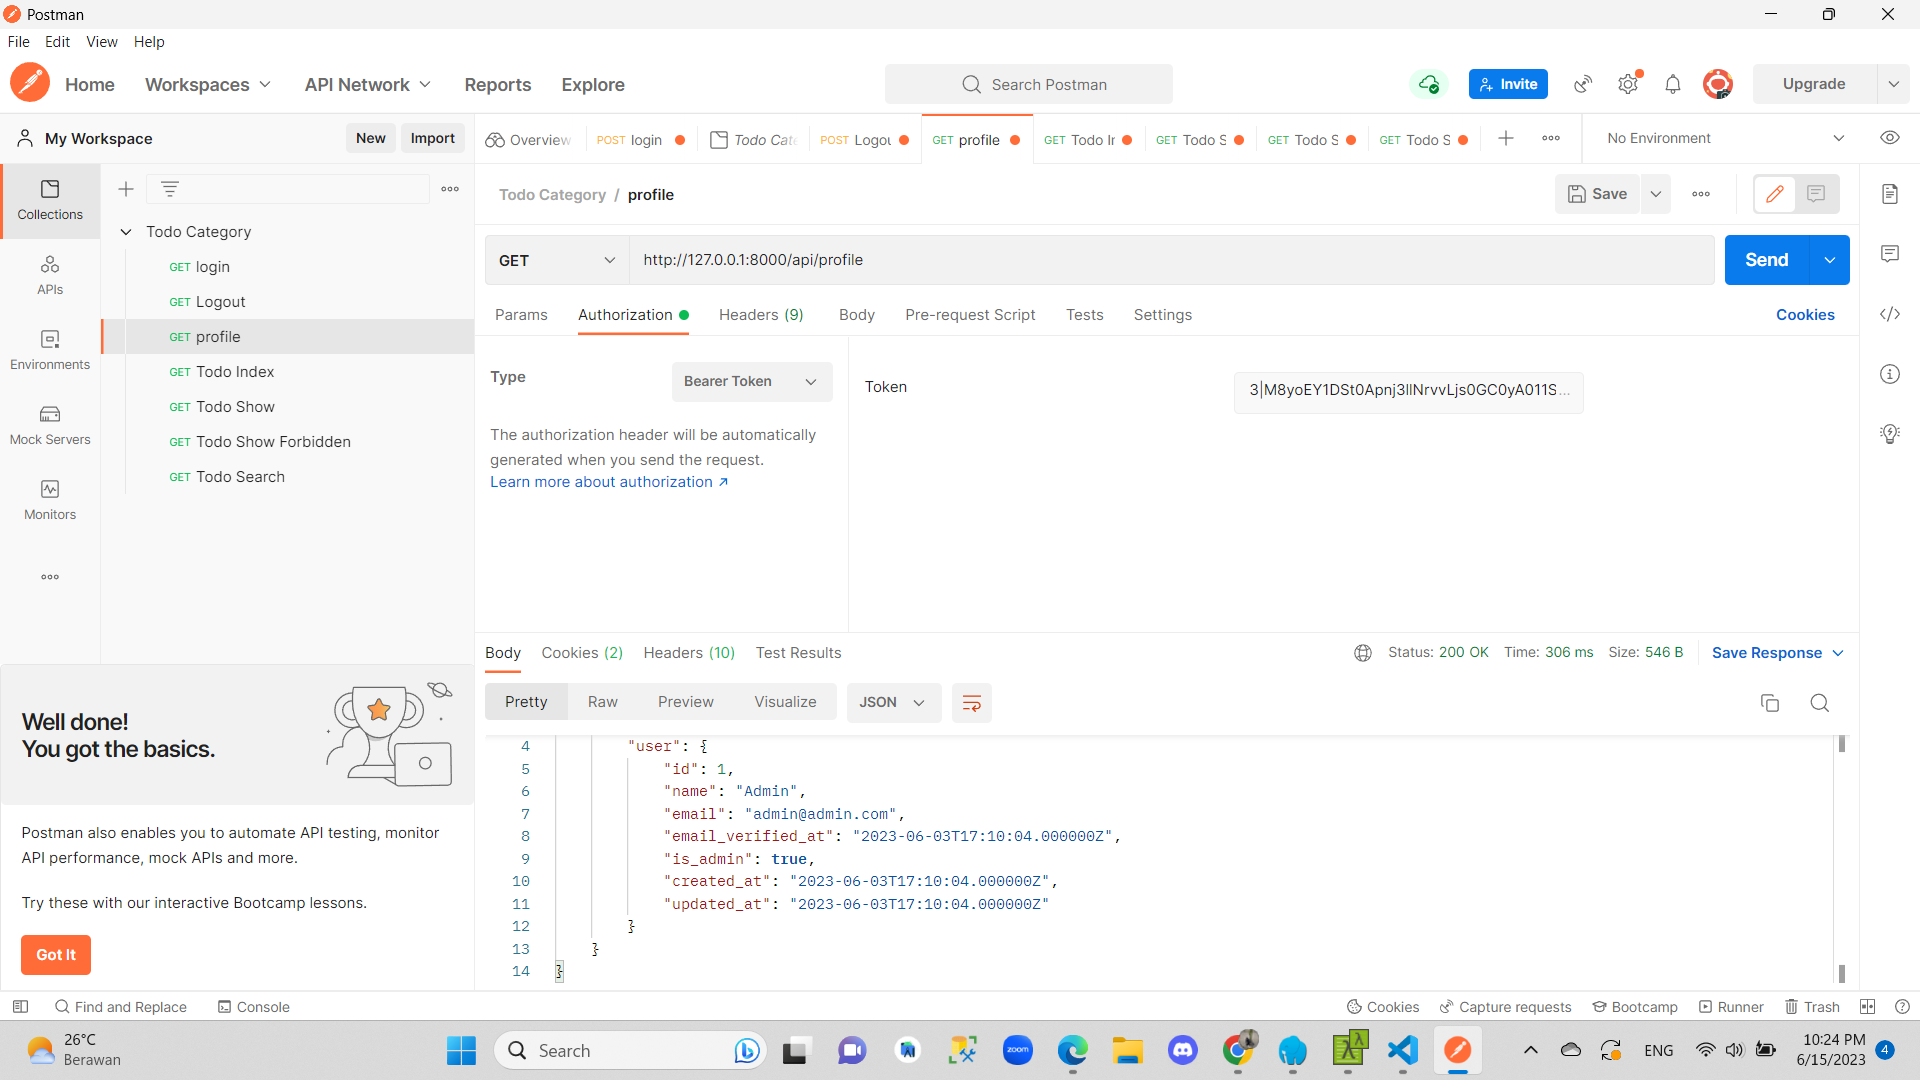 Postman
File Edit View Help
Home Workspaces API Network Reports Explore Search Postman Invite Upgrade
My Workspace New Import Overview POST login Todo Cate POST Logou GET profile GET Todo In GET Todo S GET Todo S GET Todo S No Environment
Collections
APIs
Environments
Mock Servers
Monitors
Todo Category
GET login
GET Logout
GET profile
GET Todo Index
GET Todo Show
GET Todo Show Forbidden
GET Todo Search
Todo Category / profile Save
GET http://127.0.0.1:8000/api/profile Send
Params Authorization Headers (9) Body Pre-request Script Tests Settings Cookies
Type Bearer Token
The authorization header will be automatically
generated when you send the request.
Learn more about authorization ↗
Token 3|M8yoEY1DSt0Apnj3llNrvvLjs0GC0yA011S...
Body Cookies (2) Headers (10) Test Results Status: 200 OK Time: 306 ms Size: 546 B Save Response
Pretty Raw Preview Visualize JSON
4 "user": {
5 "id": 1,
6 "name": "Admin",
7 "email": "admin@admin.com",
8 "email_verified_at": "2023-06-03T17:10:04.000000Z",
9 "is_admin": true,
10 "created_at": "2023-06-03T17:10:04.000000Z",
11 "updated_at": "2023-06-03T17:10:04.000000Z"
12 }
13 }
14 }
Well done!
You got the basics.
Postman also enables you to automate API testing, monitor
API performance, mock APIs and more.
Try these with our interactive Bootcamp lessons.
Got It
Find and Replace Console Cookies Capture requests Bootcamp Runner Trash
26°C
Berawan
Search
zoom
ENG
10:24 PM
6/15/2023
4